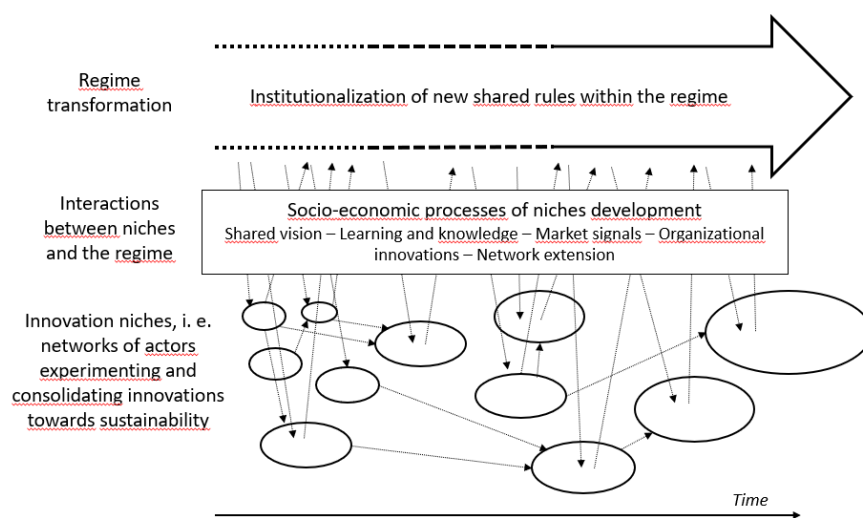 Regime
transformation
Institutionalization of new shared rules within the regime
Interactions
between niches
and the regime
Socio-economic processes of niches development
Shared vision – Learning and knowledge – Market signals – Organizational
innovations – Network extension
Innovation niches, i. e.
networks of actors
experimenting and
consolidating innovations
towards sustainability
Time